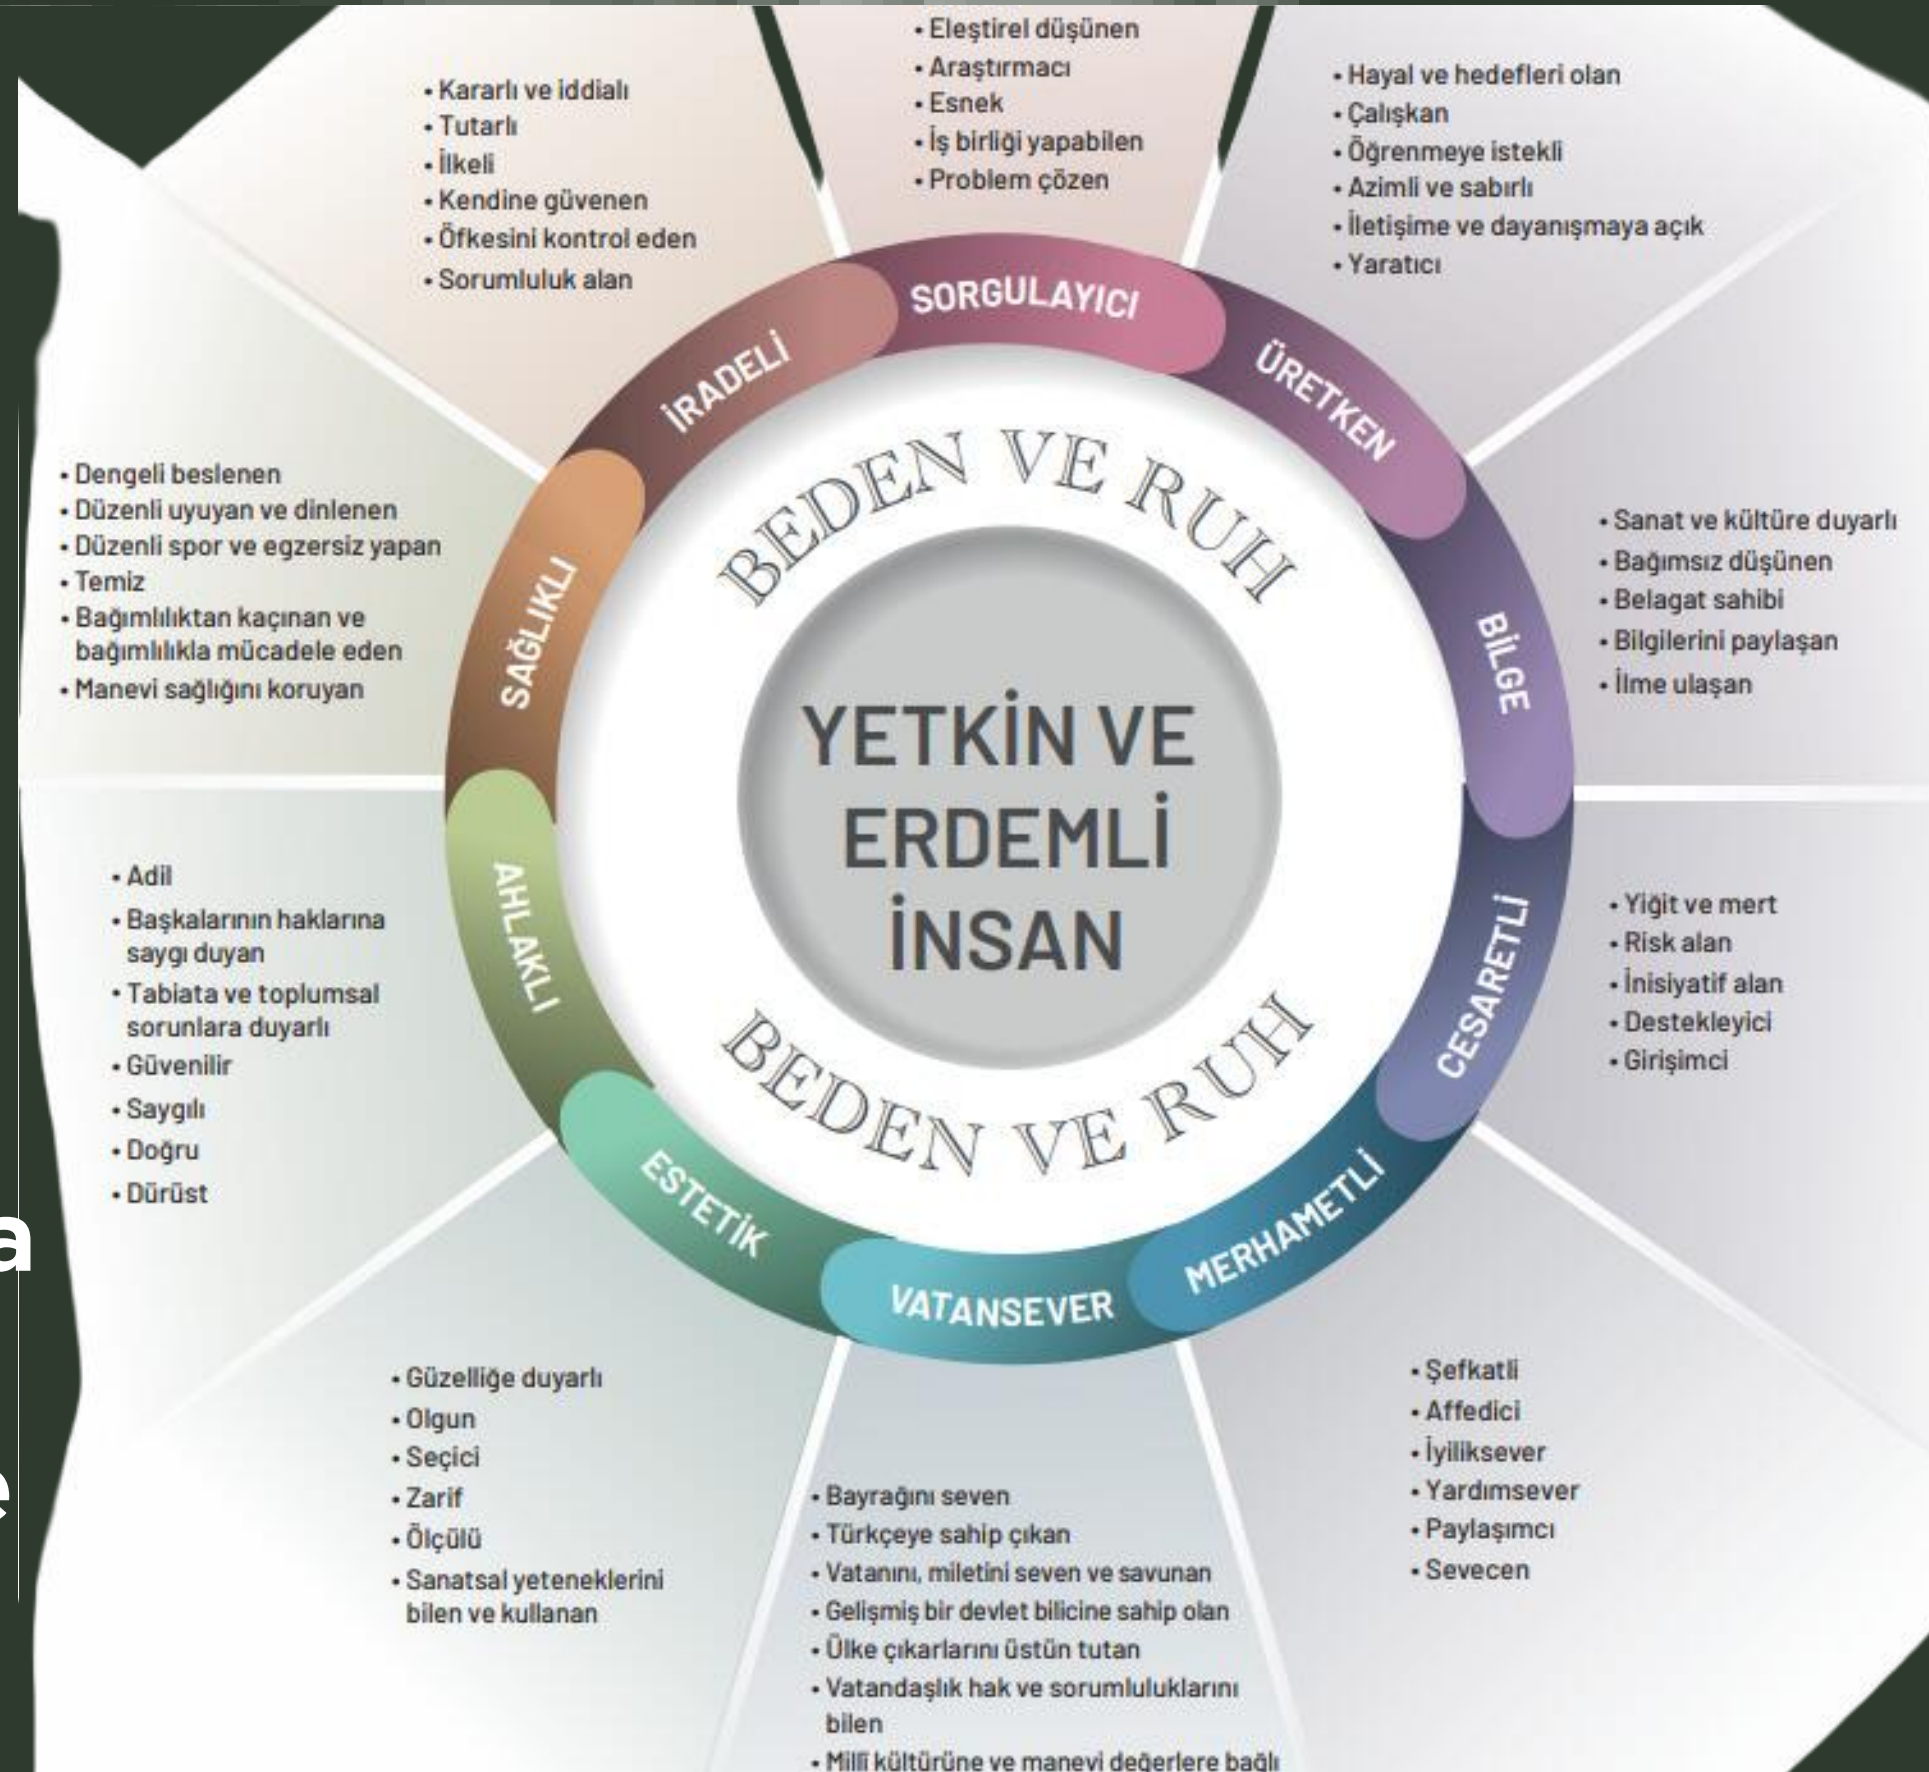 • Eleştirel düşünen
• Araştırmacı
• Esnek
• İş birliği yapabilen
• Problem çözen
• Hayal ve hedefleri olan
• Çalışkan
• Öğrenmeye istekli
• Azimli ve sabırlı
• İletişime ve dayanışmaya açık
• Yaratıcı
• Kararlı ve iddialı
• Tutarlı
• İlkeli
• Kendine güvenen
• Öfkesini kontrol eden
• Sorumluluk alan
SORGULAYICI
ÜRETKEN
İRADELİ
• Dengeli beslenen
• Düzenli uyuyan ve dinlenen
• Düzenli spor ve egzersiz yapan
• Temiz
• Bağımlılıktan kaçınan ve
bağımlılıkla mücadele eden
• Manevi sağlığını koruyan
SAĞLIKLI
BEDEN VE RUH
YETKİN VE
ERDEMLİ
İNSAN
BEDEN VE RUH
BİLGE
• Sanat ve kültüre duyarlı
• Bağımsız düşünen
• Belagat sahibi
• Bilgilerini paylaşan
• İlme ulaşan
• Adil
• Başkalarının haklarına
saygı duyan
• Tabiata ve toplumsal
sorunlara duyarlı
• Güvenilir
• Saygılı
• Doğru
• Dürüst
AHLAKLI
CESARETLİ
• Yiğit ve mert
• Risk alan
• İnisiyatif alan
• Destekleyici
• Girişimci
a
e
ESTETİK
VATANSEVER
MERHAMETLİ
• Güzelliğe duyarlı
• Olgun
• Seçici
• Zarif
• Ölçülü
• Sanatsal yeteneklerini
bilen ve kullanan
• Bayrağını seven
• Türkçeye sahip çıkan
• Vatanını, miletini seven ve savunan
• Gelişmiş bir devlet bilicine sahip olan
• Ülke çıkarlarını üstün tutan
• Vatandaşlık hak ve sorumluluklarını
bilen
• Millî kültürüne ve manevi değerlere bağlı
• Şefkatli
• Affedici
• İyiliksever
• Yardımsever
• Paylaşımcı
• Sevecen